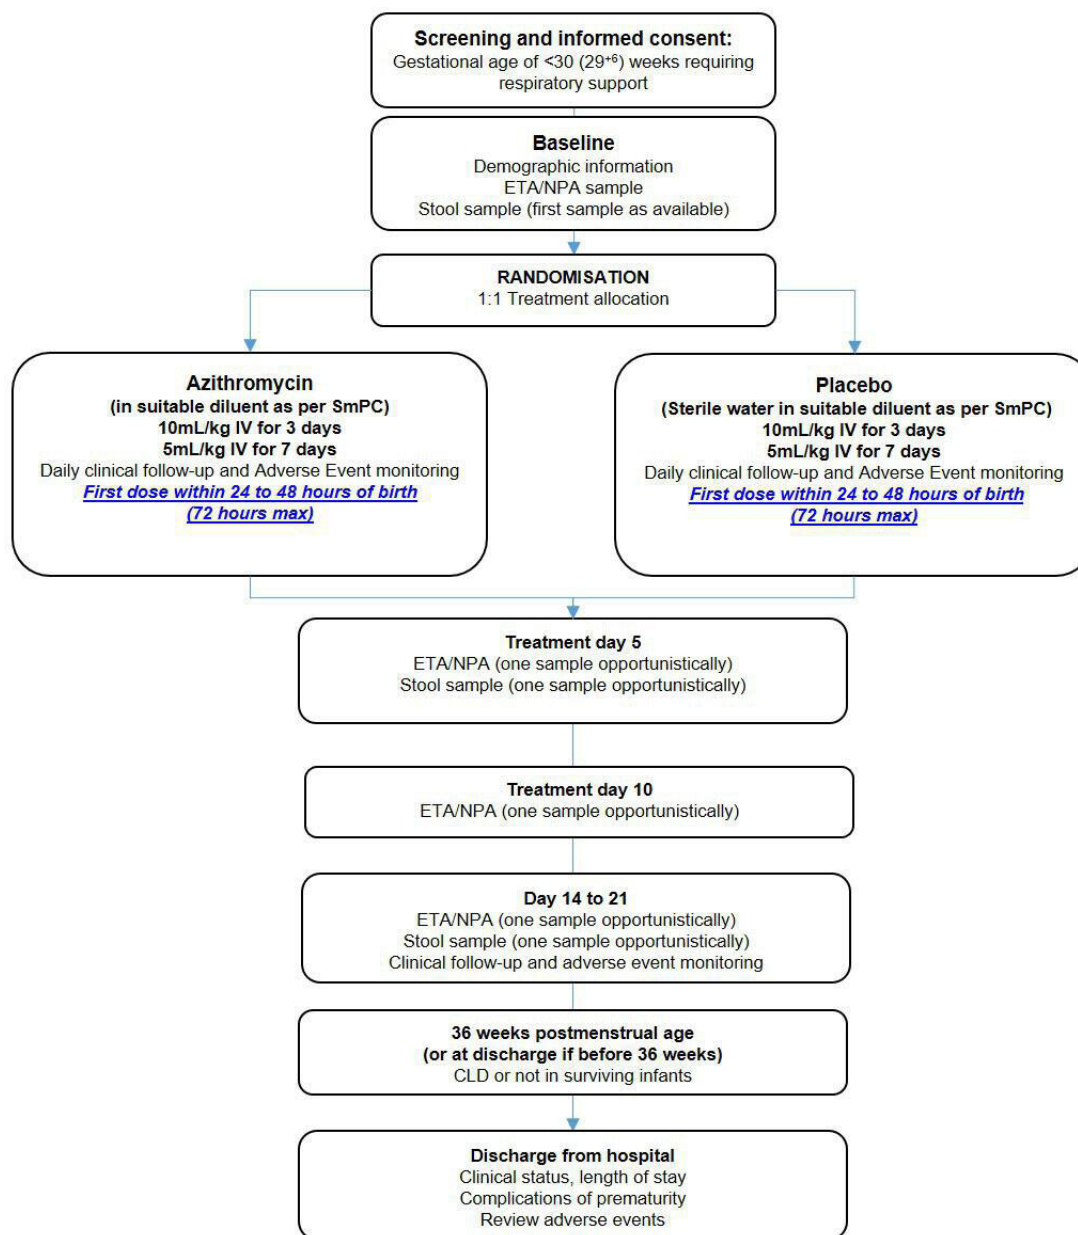 Screening and informed consent:
Gestational age of <30 (29⁺⁶) weeks requiring
respiratory support
Baseline
Demographic information
ETA/NPA sample
Stool sample (first sample as available)
RANDOMISATION
1:1 Treatment allocation
Azithromycin
(in suitable diluent as per SmPC)
10mL/kg IV for 3 days
5mL/kg IV for 7 days
Daily clinical follow-up and Adverse Event monitoring
First dose within 24 to 48 hours of birth
(72 hours max)
Placebo
(Sterile water in suitable diluent as per SmPC)
10mL/kg IV for 3 days
5mL/kg IV for 7 days
Daily clinical follow-up and Adverse Event monitoring
First dose within 24 to 48 hours of birth
(72 hours max)
Treatment day 5
ETA/NPA (one sample opportunistically)
Stool sample (one sample opportunistically)
Treatment day 10
ETA/NPA (one sample opportunistically)
Day 14 to 21
ETA/NPA (one sample opportunistically)
Stool sample (one sample opportunistically)
Clinical follow-up and adverse event monitoring
36 weeks postmenstrual age
(or at discharge if before 36 weeks)
CLD or not in surviving infants
Discharge from hospital
Clinical status, length of stay
Complications of prematurity
Review adverse events